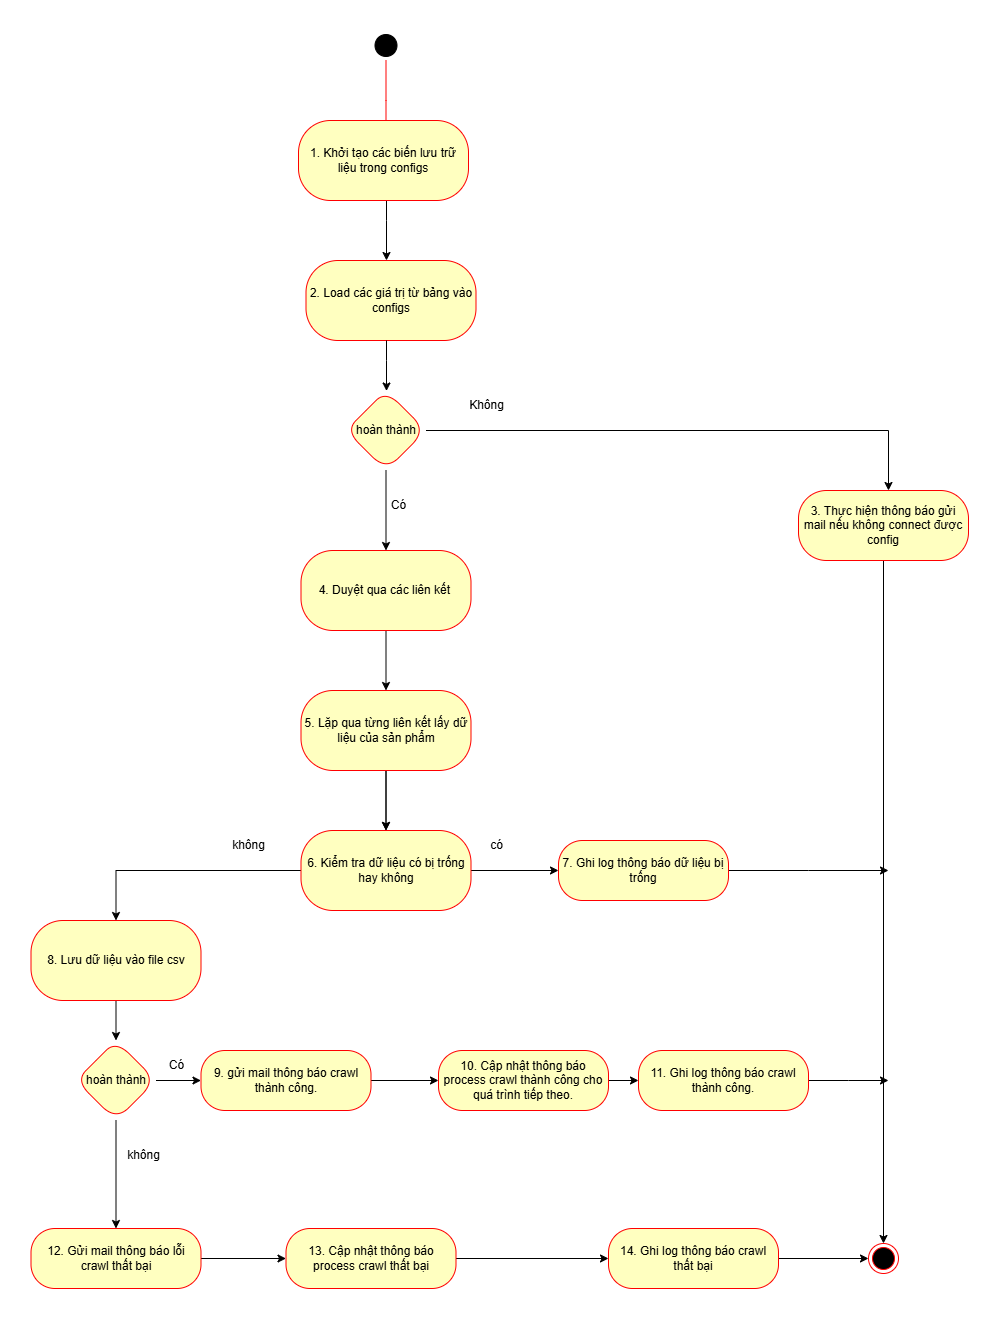 1. Khởi tạo các biến lưu trữ
liệu trong configs
2. Load các giá trị từ bảng vào
configs
hoàn thành
Không
Có
3. Thực hiện thông báo gửi
mail nếu không connect được
config
4. Duyệt qua các liên kết
5. Lặp qua từng liên kết lấy dữ
liệu của sản phẩm
không
6. Kiểm tra dữ liệu có bị trống
hay không
có
7. Ghi log thông báo dữ liệu bị
trống
8. Lưu dữ liệu vào file csv
hoàn thành
Có
9. gửi mail thông báo crawl
thành công.
10. Cập nhật thông báo
process crawl thành công cho
quá trình tiếp theo.
11. Ghi log thông báo crawl
thành công.
không
12. Gửi mail thông báo lỗi
crawl thất bại
13. Cập nhật thông báo
process crawl thất bại
14. Ghi log thông báo crawl
thất bại